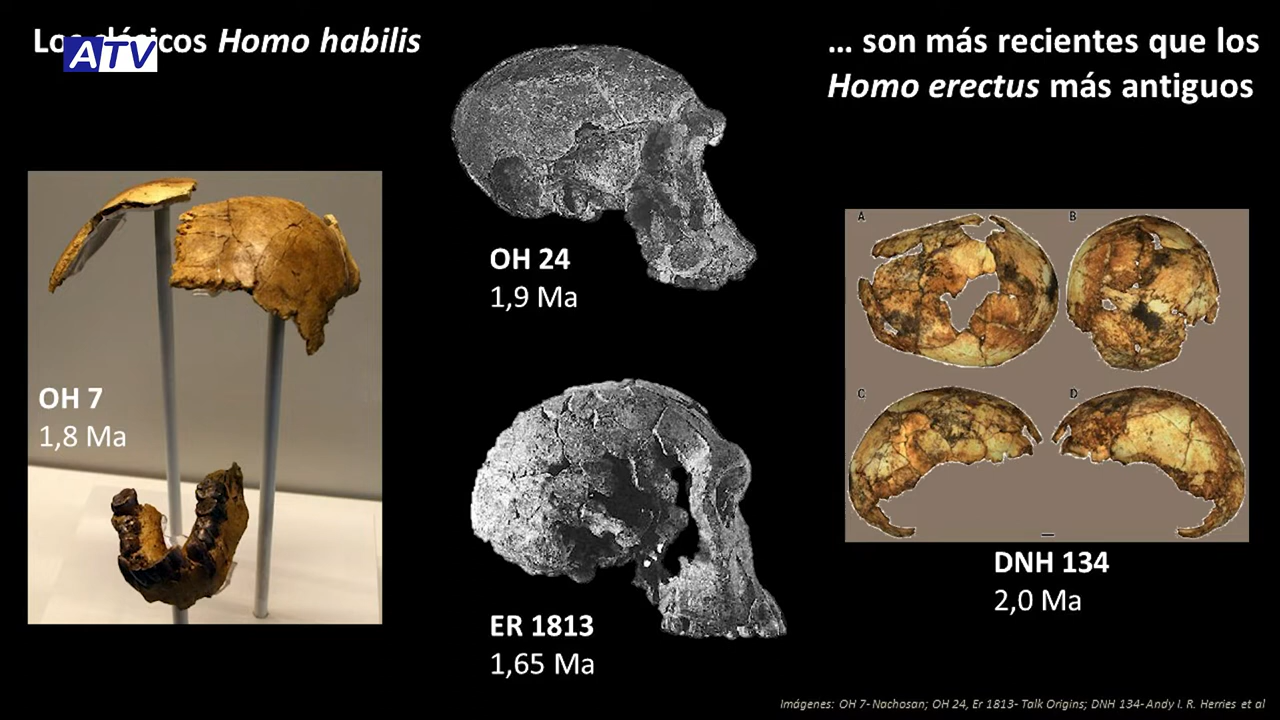 Los clásicos Homo habilis
ATV
… son más recientes que los
Homo erectus más antiguos
OH 24
1,9 Ma
OH 7
1,8 Ma
ER 1813
1,65 Ma
A
B
C
D
DNH 134
2,0 Ma
Imágenes: OH 7- Nachosan; OH 24, Er 1813- Talk Origins; DNH 134- Andy I. R. Herries et al